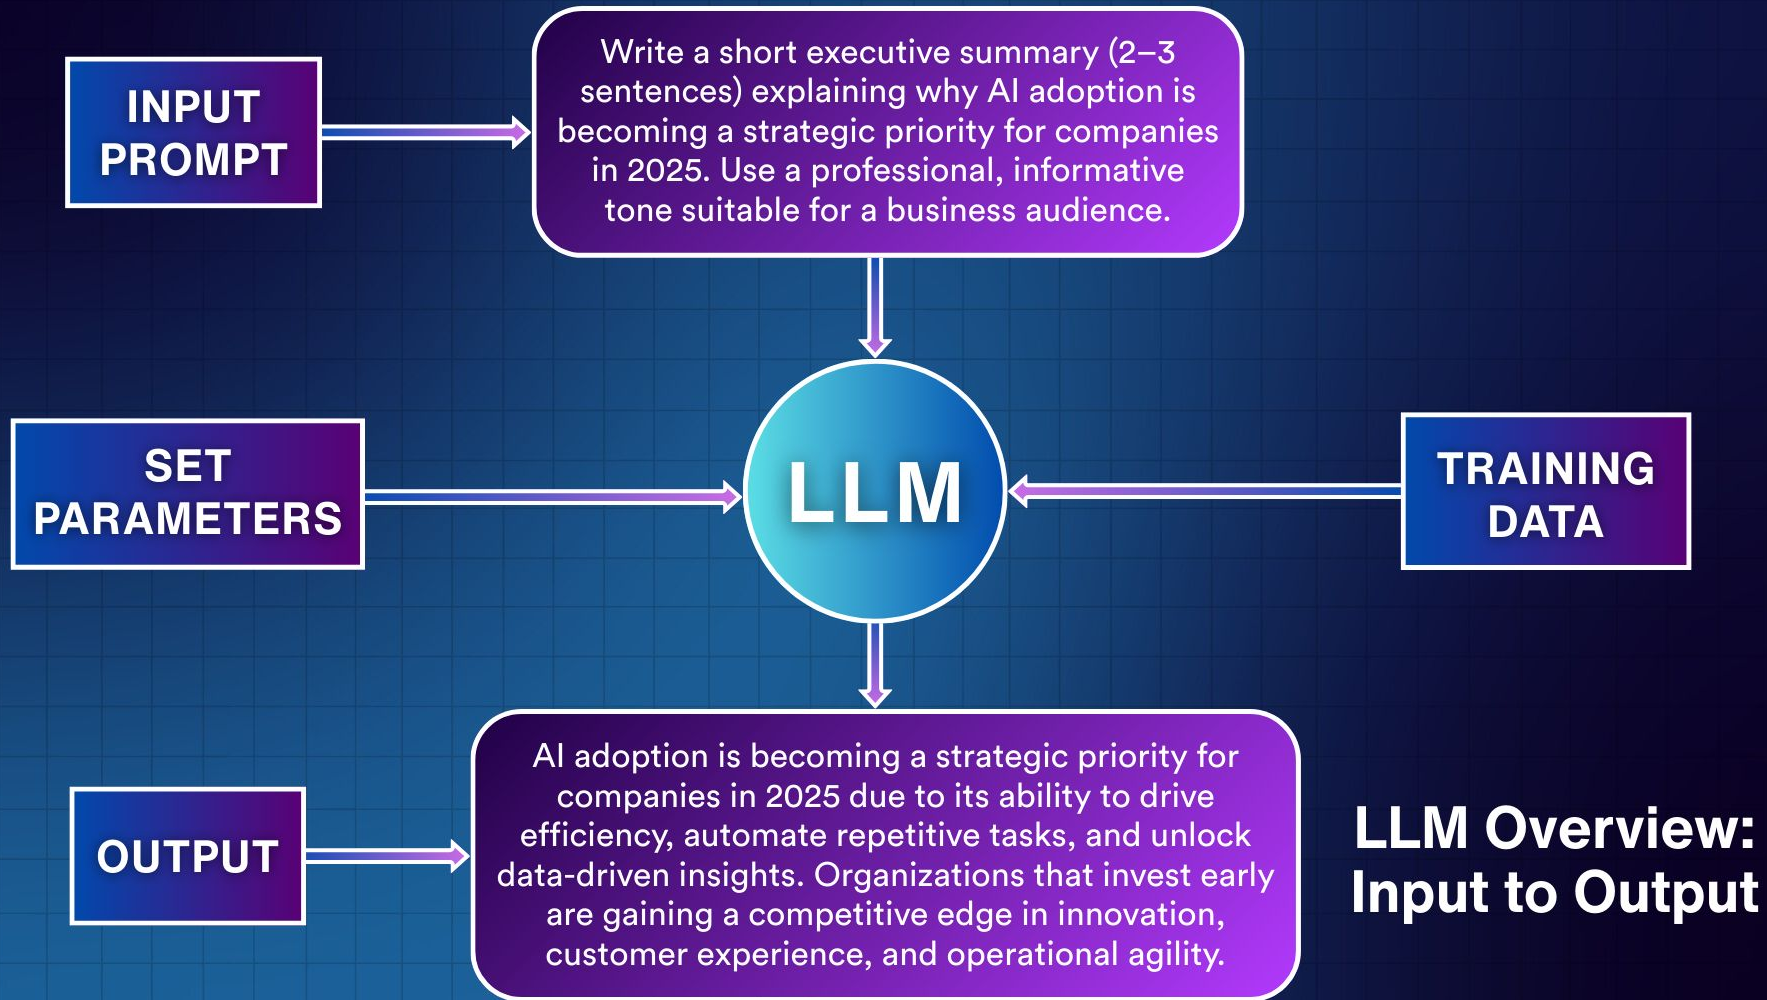 INPUT
PROMPT
Write a short executive summary (2–3
sentences) explaining why AI adoption is
becoming a strategic priority for companies
in 2025. Use a professional, informative
tone suitable for a business audience.
SET
PARAMETERS
LLM
TRAINING
DATA
OUTPUT
AI adoption is becoming a strategic priority for
companies in 2025 due to its ability to drive
efficiency, automate repetitive tasks, and unlock
data-driven insights. Organizations that invest early
are gaining a competitive edge in innovation,
customer experience, and operational agility.
LLM Overview:
Input to Output